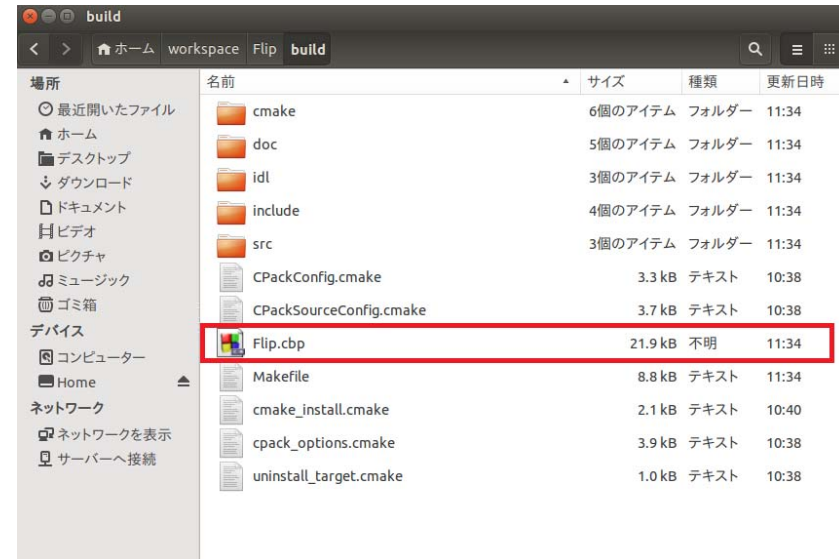 build
ホーム workspace Flip build
場所
最近開いたファイル
ホーム
デスクトップ
ダウンロード
ドキュメント
ビデオ
ピクチャ
ミュージック
ゴミ箱
デバイス
コンピューター
Home
ネットワーク
ネットワークを表示
サーバーへ接続
名前 サイズ 種類 更新日時
cmake 6個のアイテム フォルダー 11:34
doc 5個のアイテム フォルダー 11:34
idl 3個のアイテム フォルダー 11:34
include 4個のアイテム フォルダー 11:34
src 3個のアイテム フォルダー 11:34
CPackConfig.cmake 3.3 kB テキスト 10:38
CPackSourceConfig.cmake 3.7 kB テキスト 10:38
Flip.cbp 21.9 kB 不明 11:34
Makefile 8.8 kB テキスト 11:34
cmake_install.cmake 2.1 kB テキスト 10:40
cpack_options.cmake 3.9 kB テキスト 10:38
uninstall_target.cmake 1.0 kB テキスト 10:38